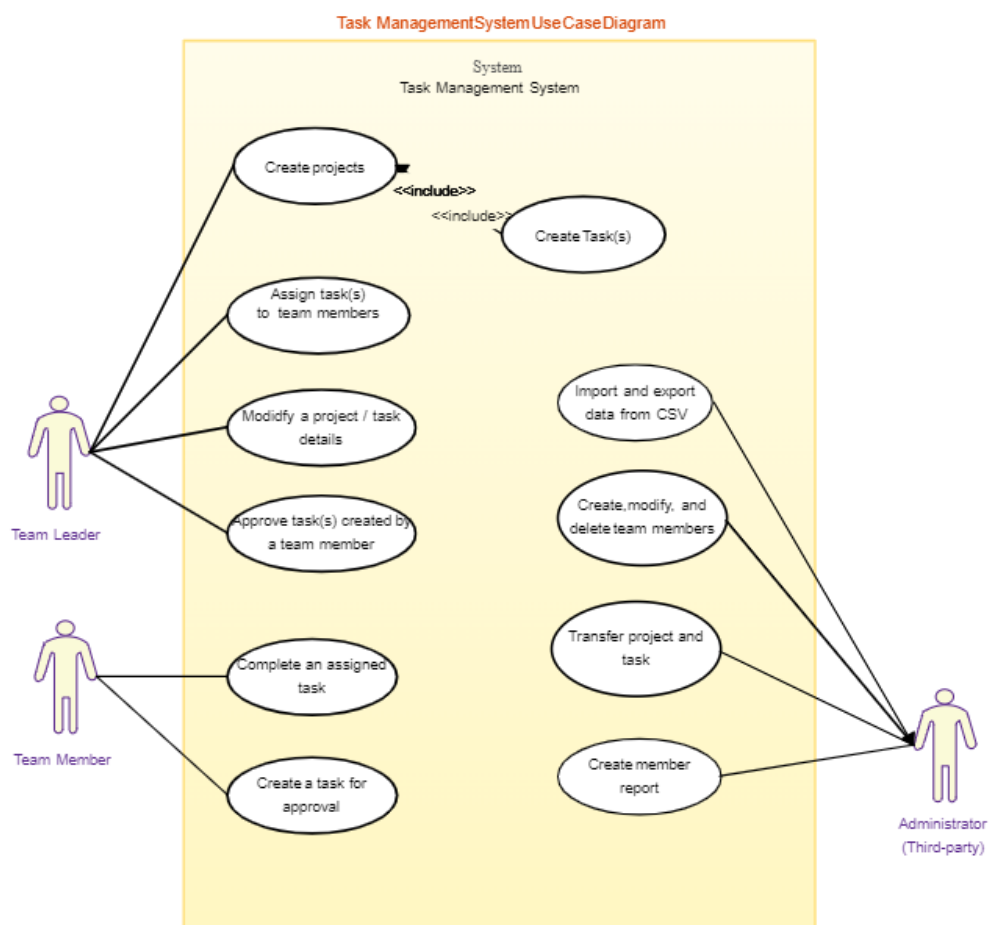 Task ManagementSystem UseCaseDiagram
System
Task Management System
Create projects
<<include>>
<<include>>
Create Task(s)
Assign task(s)
to team members
Import and export
data from CSV
Modidfy a project / task
details
Create,modify, and
delete team members
Approve task(s) created by
a team member
Team Leader
Transfer project and
task
Complete an assigned
task
Team Member
Create member
report
Create a task for
approval
Administrator
(Third-party)